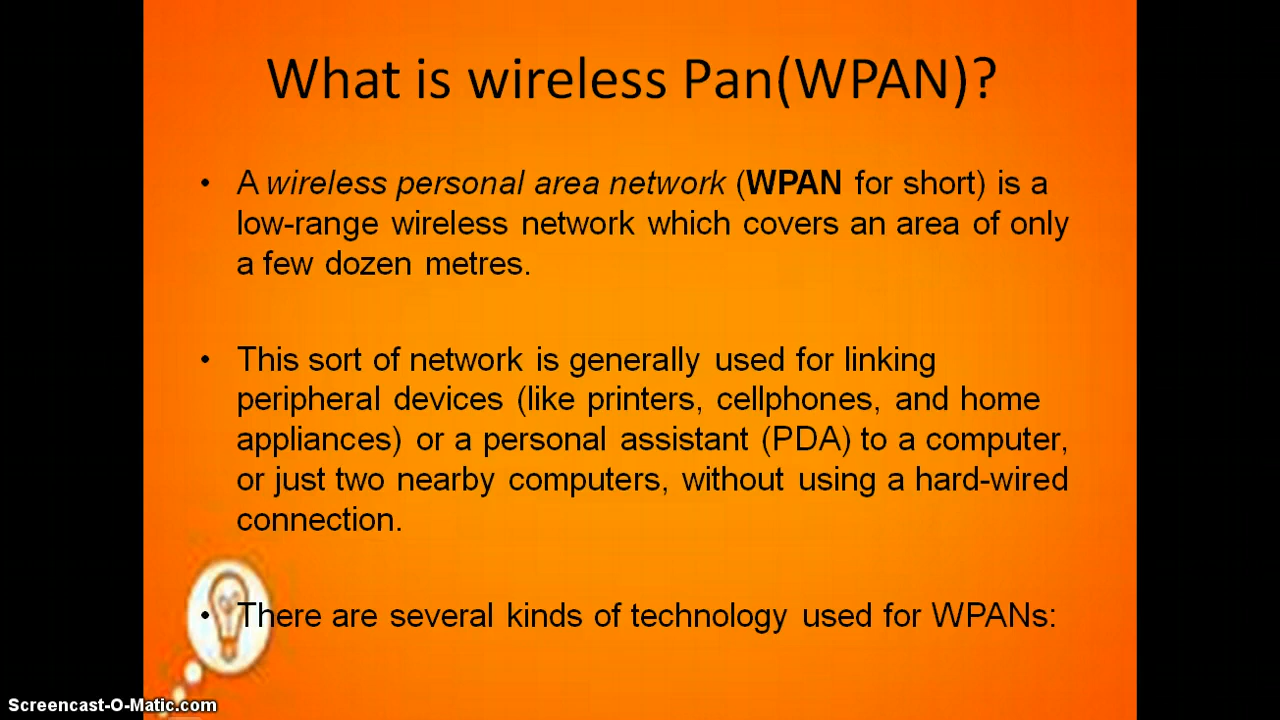 What is wireless Pan(WPAN)?
• A wireless personal area network (WPAN for short) is a
low-range wireless network which covers an area of only
a few dozen metres.
• This sort of network is generally used for linking
peripheral devices (like printers, cellphones, and home
appliances) or a personal assistant (PDA) to a computer,
or just two nearby computers, without using a hard-wired
connection.
• There are several kinds of technology used for WPANs:
Screencast-O-Matic.com